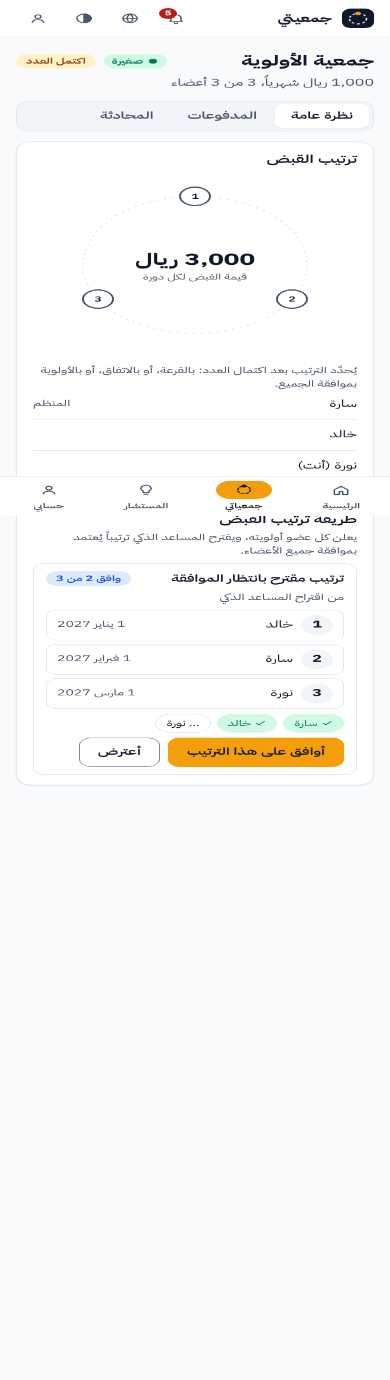 جمعيتي
5
جمعية الأولوية
صغيرة
اكتمل العدد
1,000 ريال شهرياً، 3 من 3 أعضاء
نظرة عامة
المدفوعات
المحادثة
ترتيب القبض
1
3,000 ريال
قيمة القبض لكل دورة
2
3
يُحدّد الترتيب بعد اكتمال العدد: بالقرعة، أو بالاتفاق، أو بالأولوية
بموافقة الجميع.
سارة
المنظم
خالد
نورة (أنت)
الرئيسية
جمعياتي
المستشار
حسابي
طريقة ترتيب القبض
يعلن كل عضو أولويته، ويقترح المساعد الذكي ترتيباً يُعتمد
بموافقة جميع الأعضاء.
ترتيب مقترح بانتظار الموافقة
وافق 2 من 3
من اقتراح المساعد الذكي
1 خالد 1 يناير 2027
2 سارة 1 فبراير 2027
3 نورة 1 مارس 2027
✓ سارة
✓ خالد
… نورة
أوافق على هذا الترتيب
أعترض